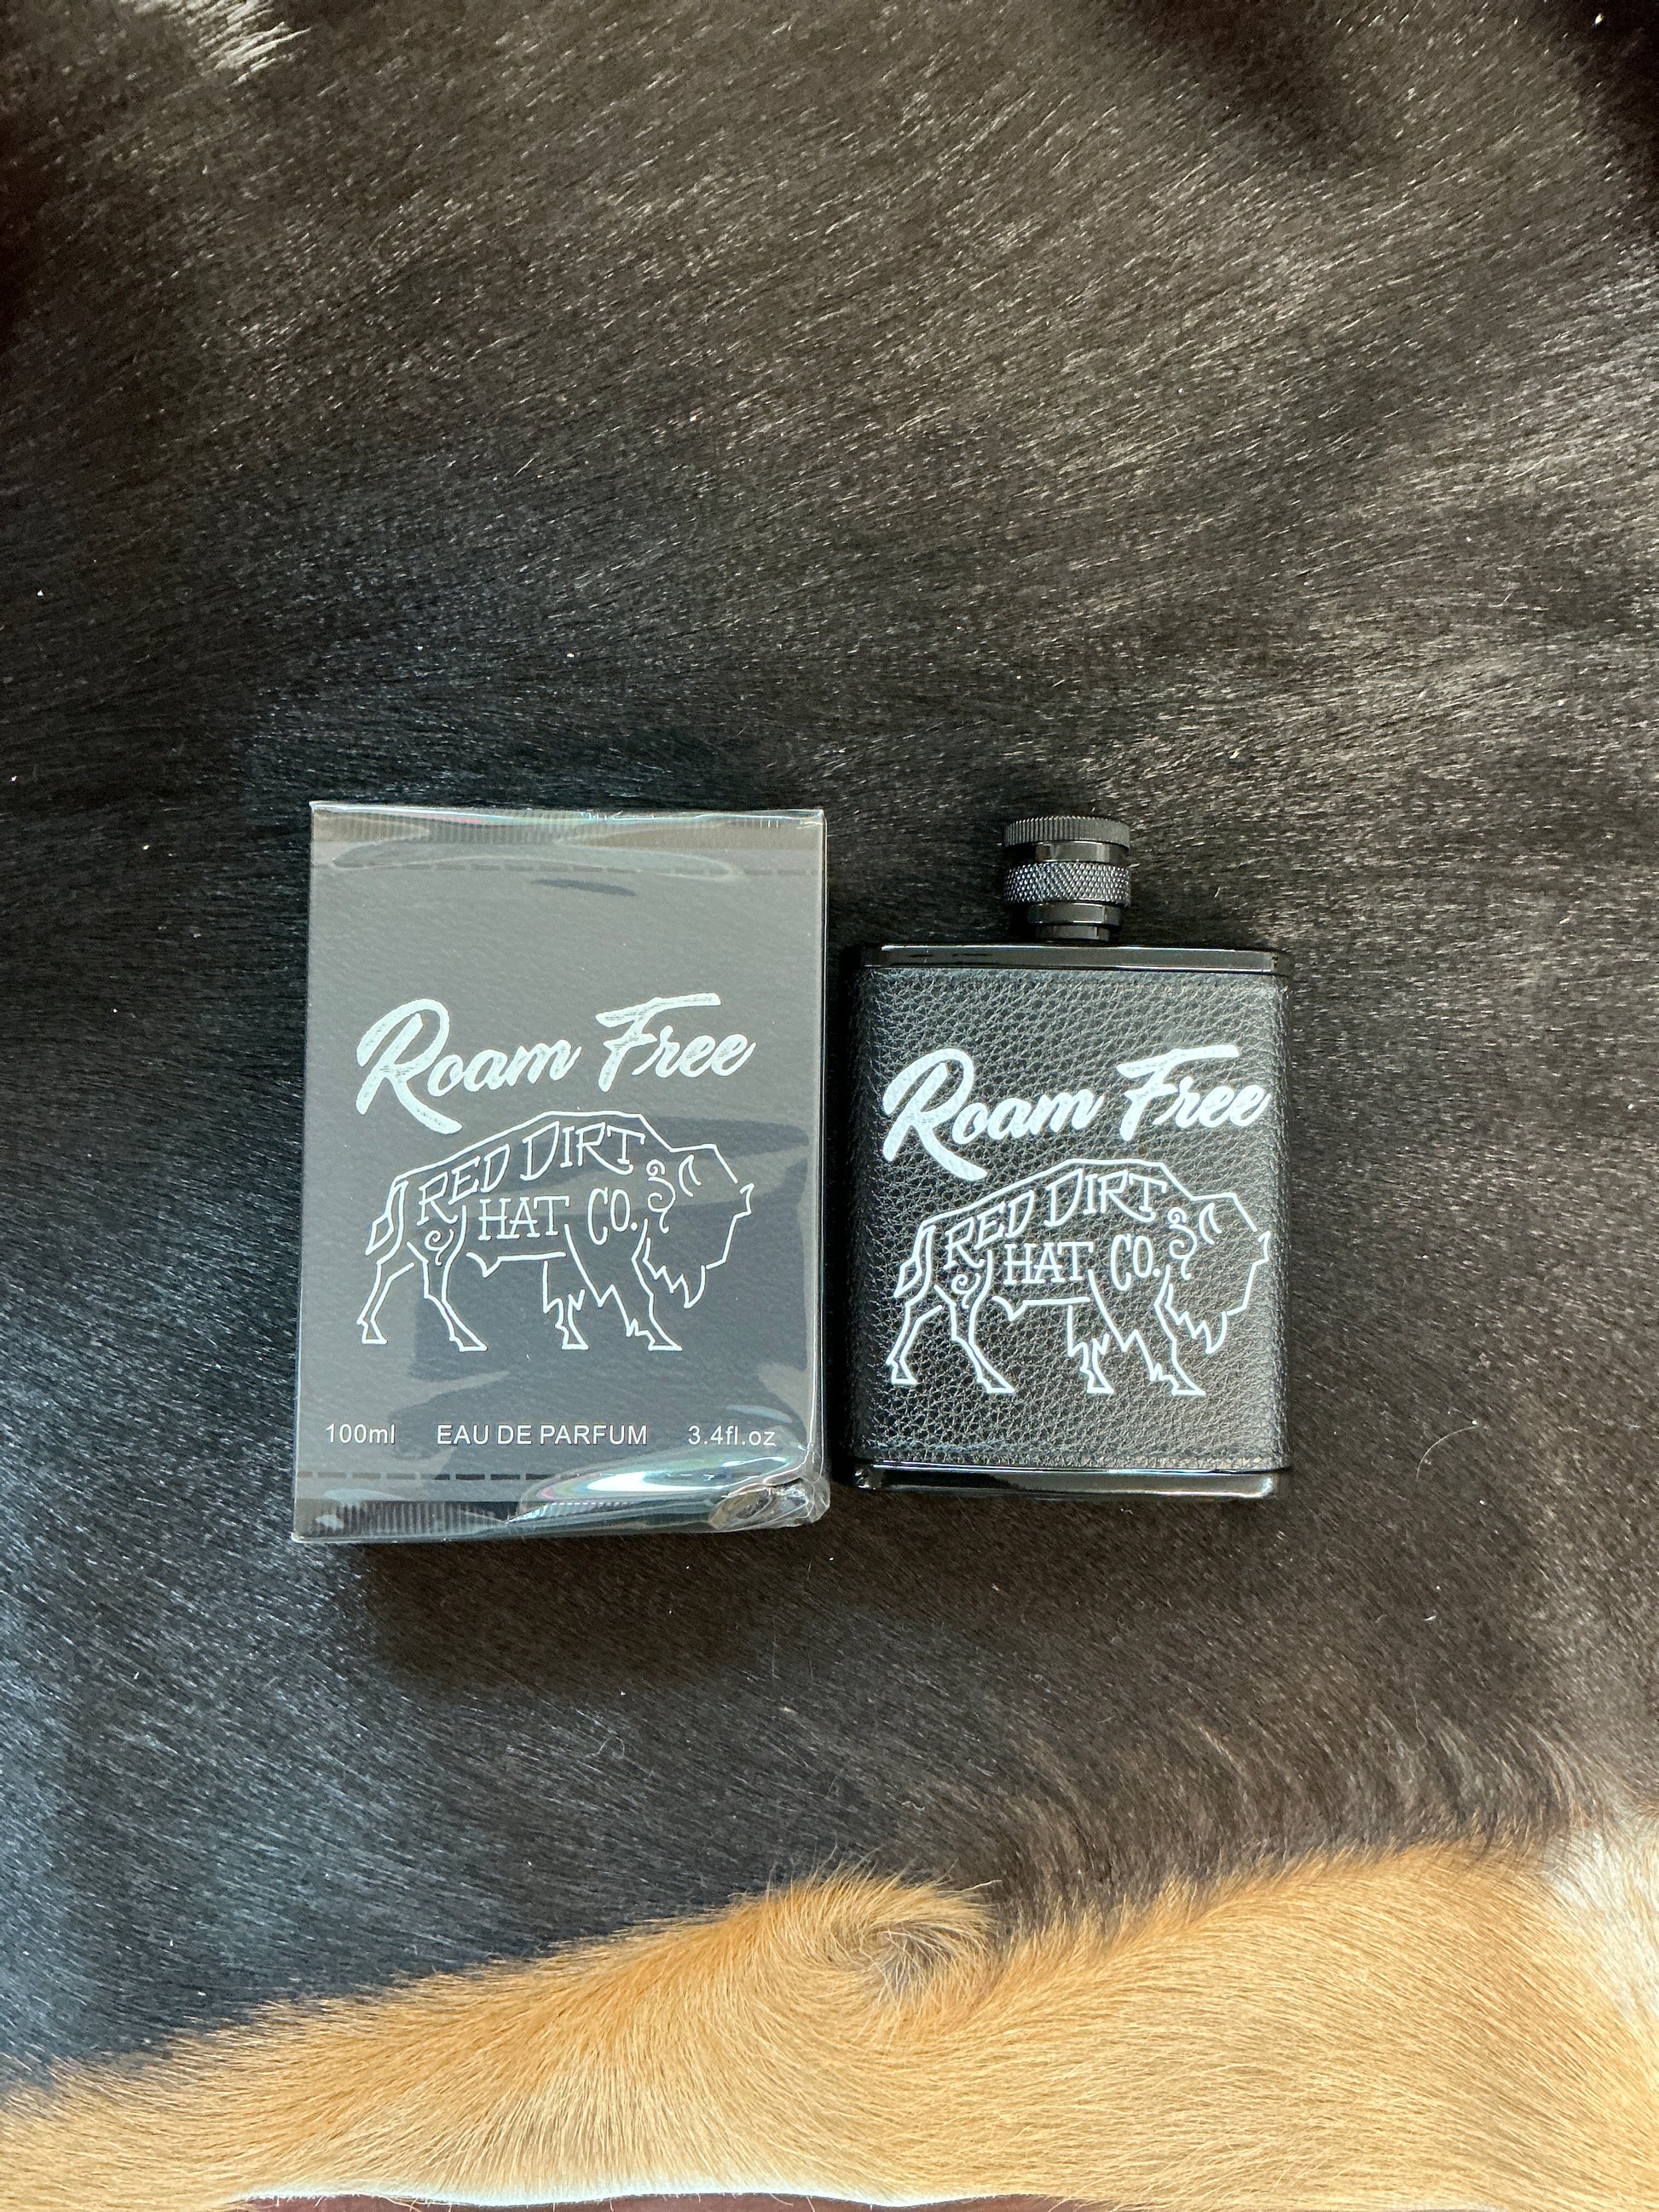 Roam Free
RED DIRT
HAT CO.
100ml EAU DE PARFUM 3.4fl.oz
Roam Free
RED DIRT
HAT CO.